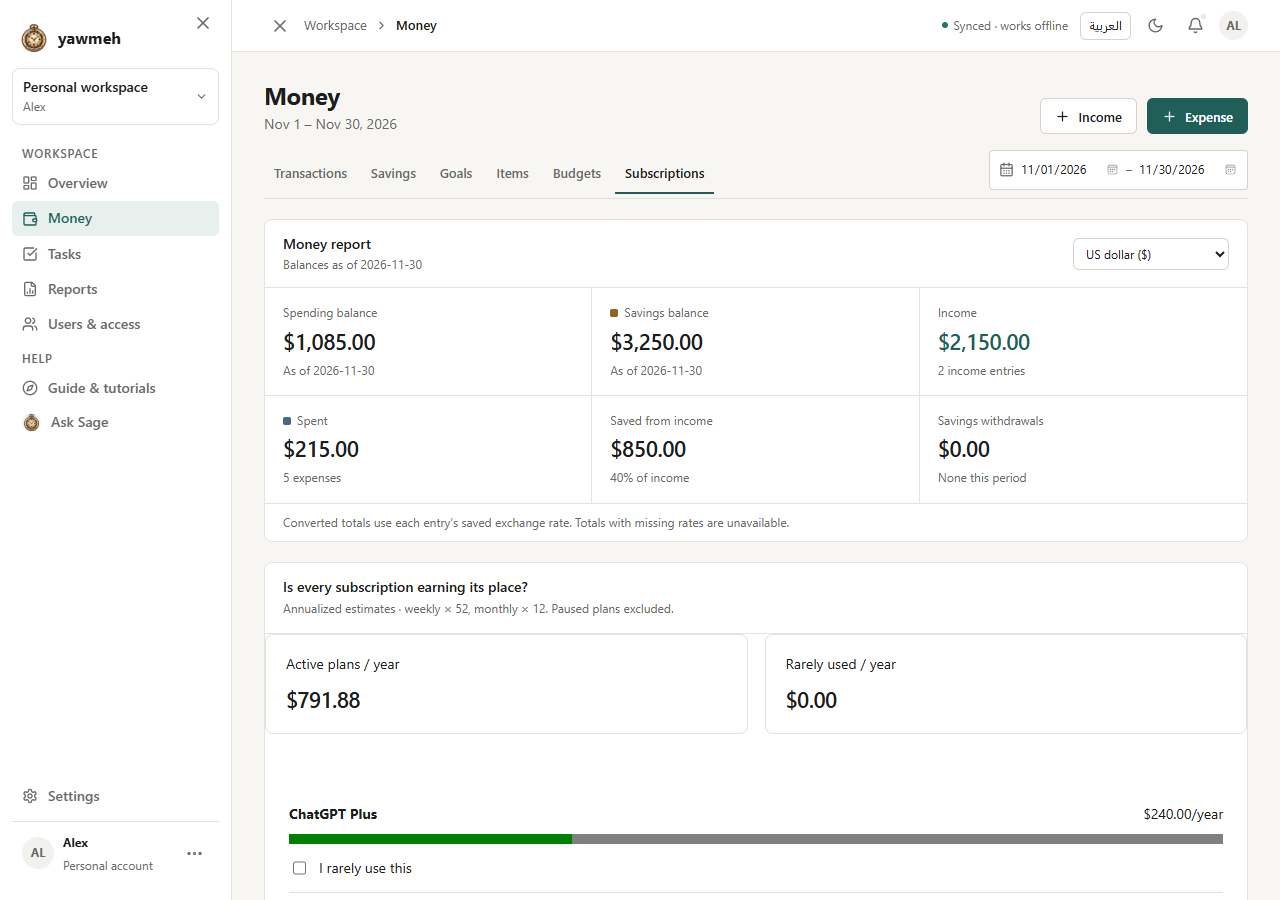 yawmeh
Personal workspace
Alex
WORKSPACE
Overview
Money
Tasks
Reports
Users & access
HELP
Guide & tutorials
Ask Sage
Settings
AL
Alex
Personal account
Workspace > Money
Synced · works offline
العربية
AL
Money
Nov 1 – Nov 30, 2026
+ Income
+ Expense
Transactions Savings Goals Items Budgets Subscriptions
11/01/2026 – 11/30/2026
Money report
Balances as of 2026-11-30
US dollar ($)
Spending balance
$1,085.00
As of 2026-11-30
Savings balance
$3,250.00
As of 2026-11-30
Income
$2,150.00
2 income entries
Spent
$215.00
5 expenses
Saved from income
$850.00
40% of income
Savings withdrawals
$0.00
None this period
Converted totals use each entry's saved exchange rate. Totals with missing rates are unavailable.
Is every subscription earning its place?
Annualized estimates · weekly × 52, monthly × 12. Paused plans excluded.
Active plans / year
$791.88
Rarely used / year
$0.00
ChatGPT Plus
$240.00/year
I rarely use this